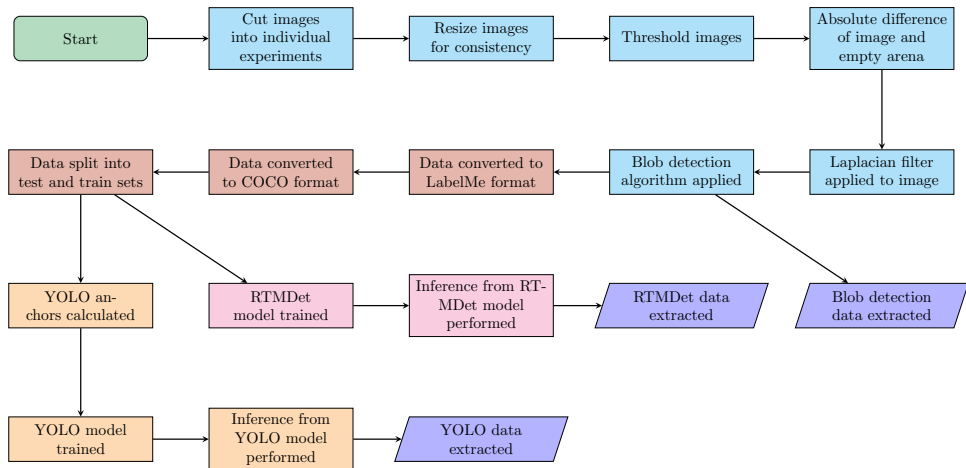 Start
Cut images
into individual
experiments
Resize images
for consistency
Threshold images
Absolute difference
of image and
empty arena
Data split into
test and train sets
Data converted
to COCO format
Data converted to
LabelMe format
Blob detection
algorithm applied
Laplacian filter
applied to image
YOLO an-
chors calculated
RTMDet
model trained
Inference from RT-
MDet model
performed
RTMDet data
extracted
Blob detection
data extracted
YOLO model
trained
Inference from
YOLO model
performed
YOLO data
extracted